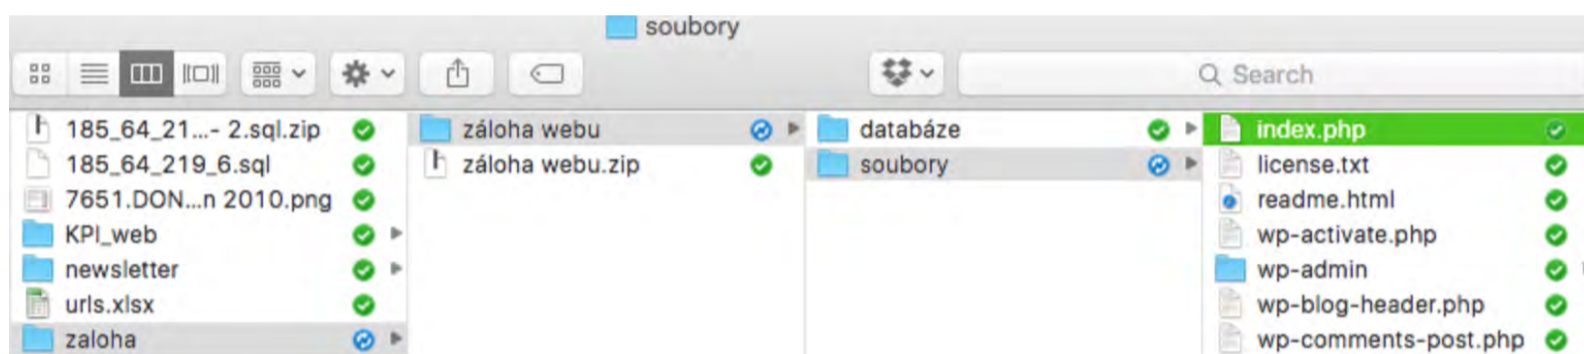 soubory
Search
185_64_21...- 2.sql.zip
185_64_219_6.sql
7651.DON...n 2010.png
KPI_web
newsletter
urls.xlsx
zaloha
záloha webu
záloha webu.zip
databáze
soubory
index.php
license.txt
readme.html
wp-activate.php
wp-admin
wp-blog-header.php
wp-comments-post.php